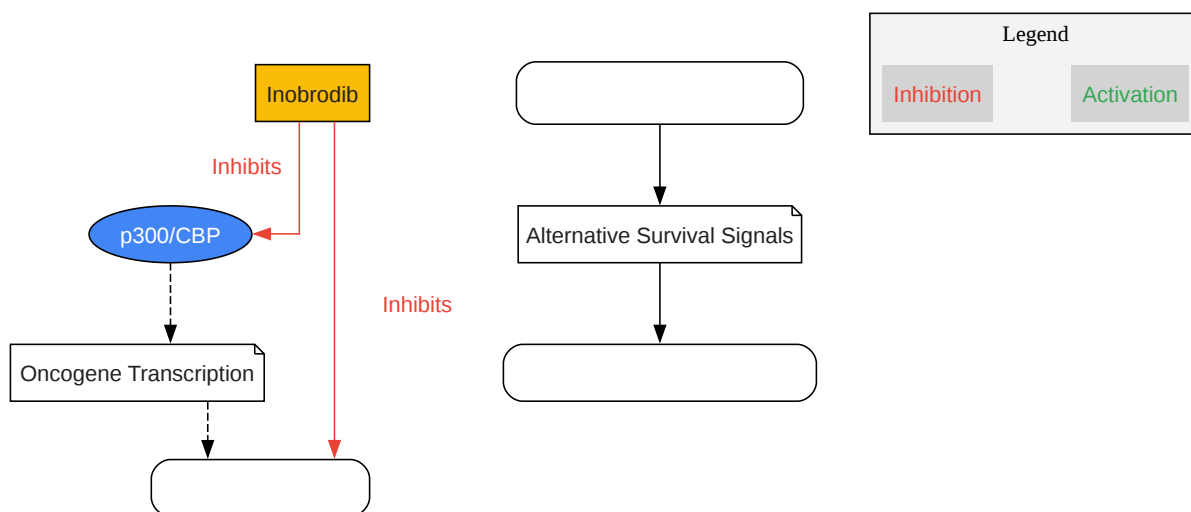 Legend
Inobrodib
Inhibition
Activation
Inhibits
p300/CBP
Alternative Survival Signals
Inhibits
Oncogene Transcription